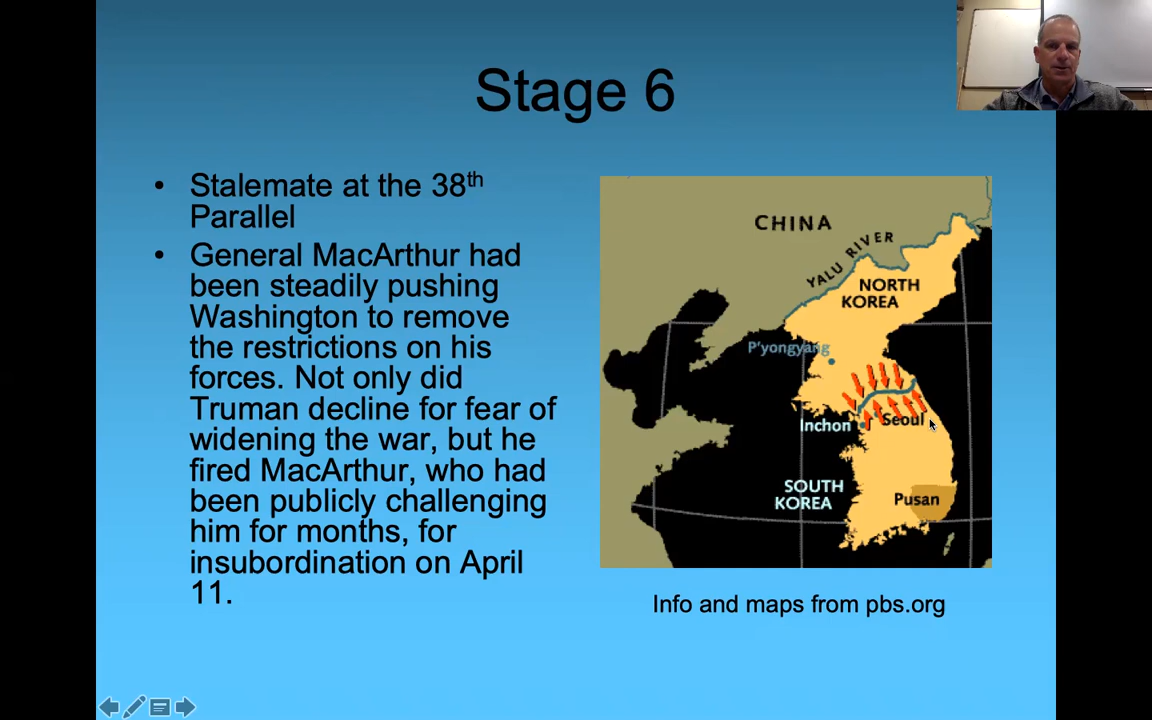 Stage 6
• Stalemate at the 38th
Parallel
• General MacArthur had
been steadily pushing
Washington to remove
the restrictions on his
forces. Not only did
Truman decline for fear of
widening the war, but he
fired MacArthur, who had
been publicly challenging
him for months, for
insubordination on April
11.
CHINA
YALU RIVER
NORTH
KOREA
P'yongyang
Inchon
Seoul
SOUTH
KOREA
Pusan
Info and maps from pbs.org